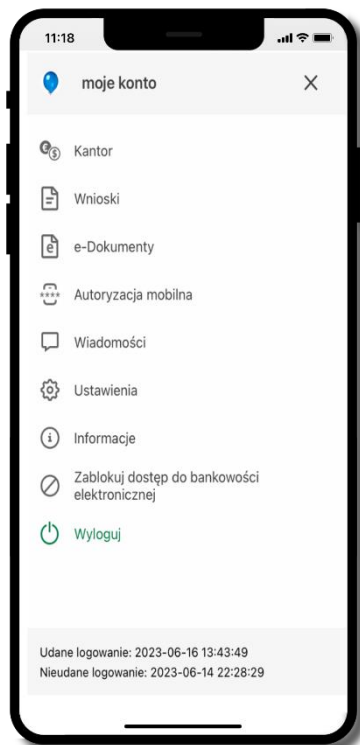 11:18
moje konto
Kantor
Wnioski
e-Dokumenty
Autoryzacja mobilna
Wiadomości
Ustawienia
Informacje
Zablokuj dostęp do bankowości
elektronicznej
Wyloguj
Udane logowanie: 2023-06-16 13:43:49
Nieudane logowanie: 2023-06-14 22:28:29